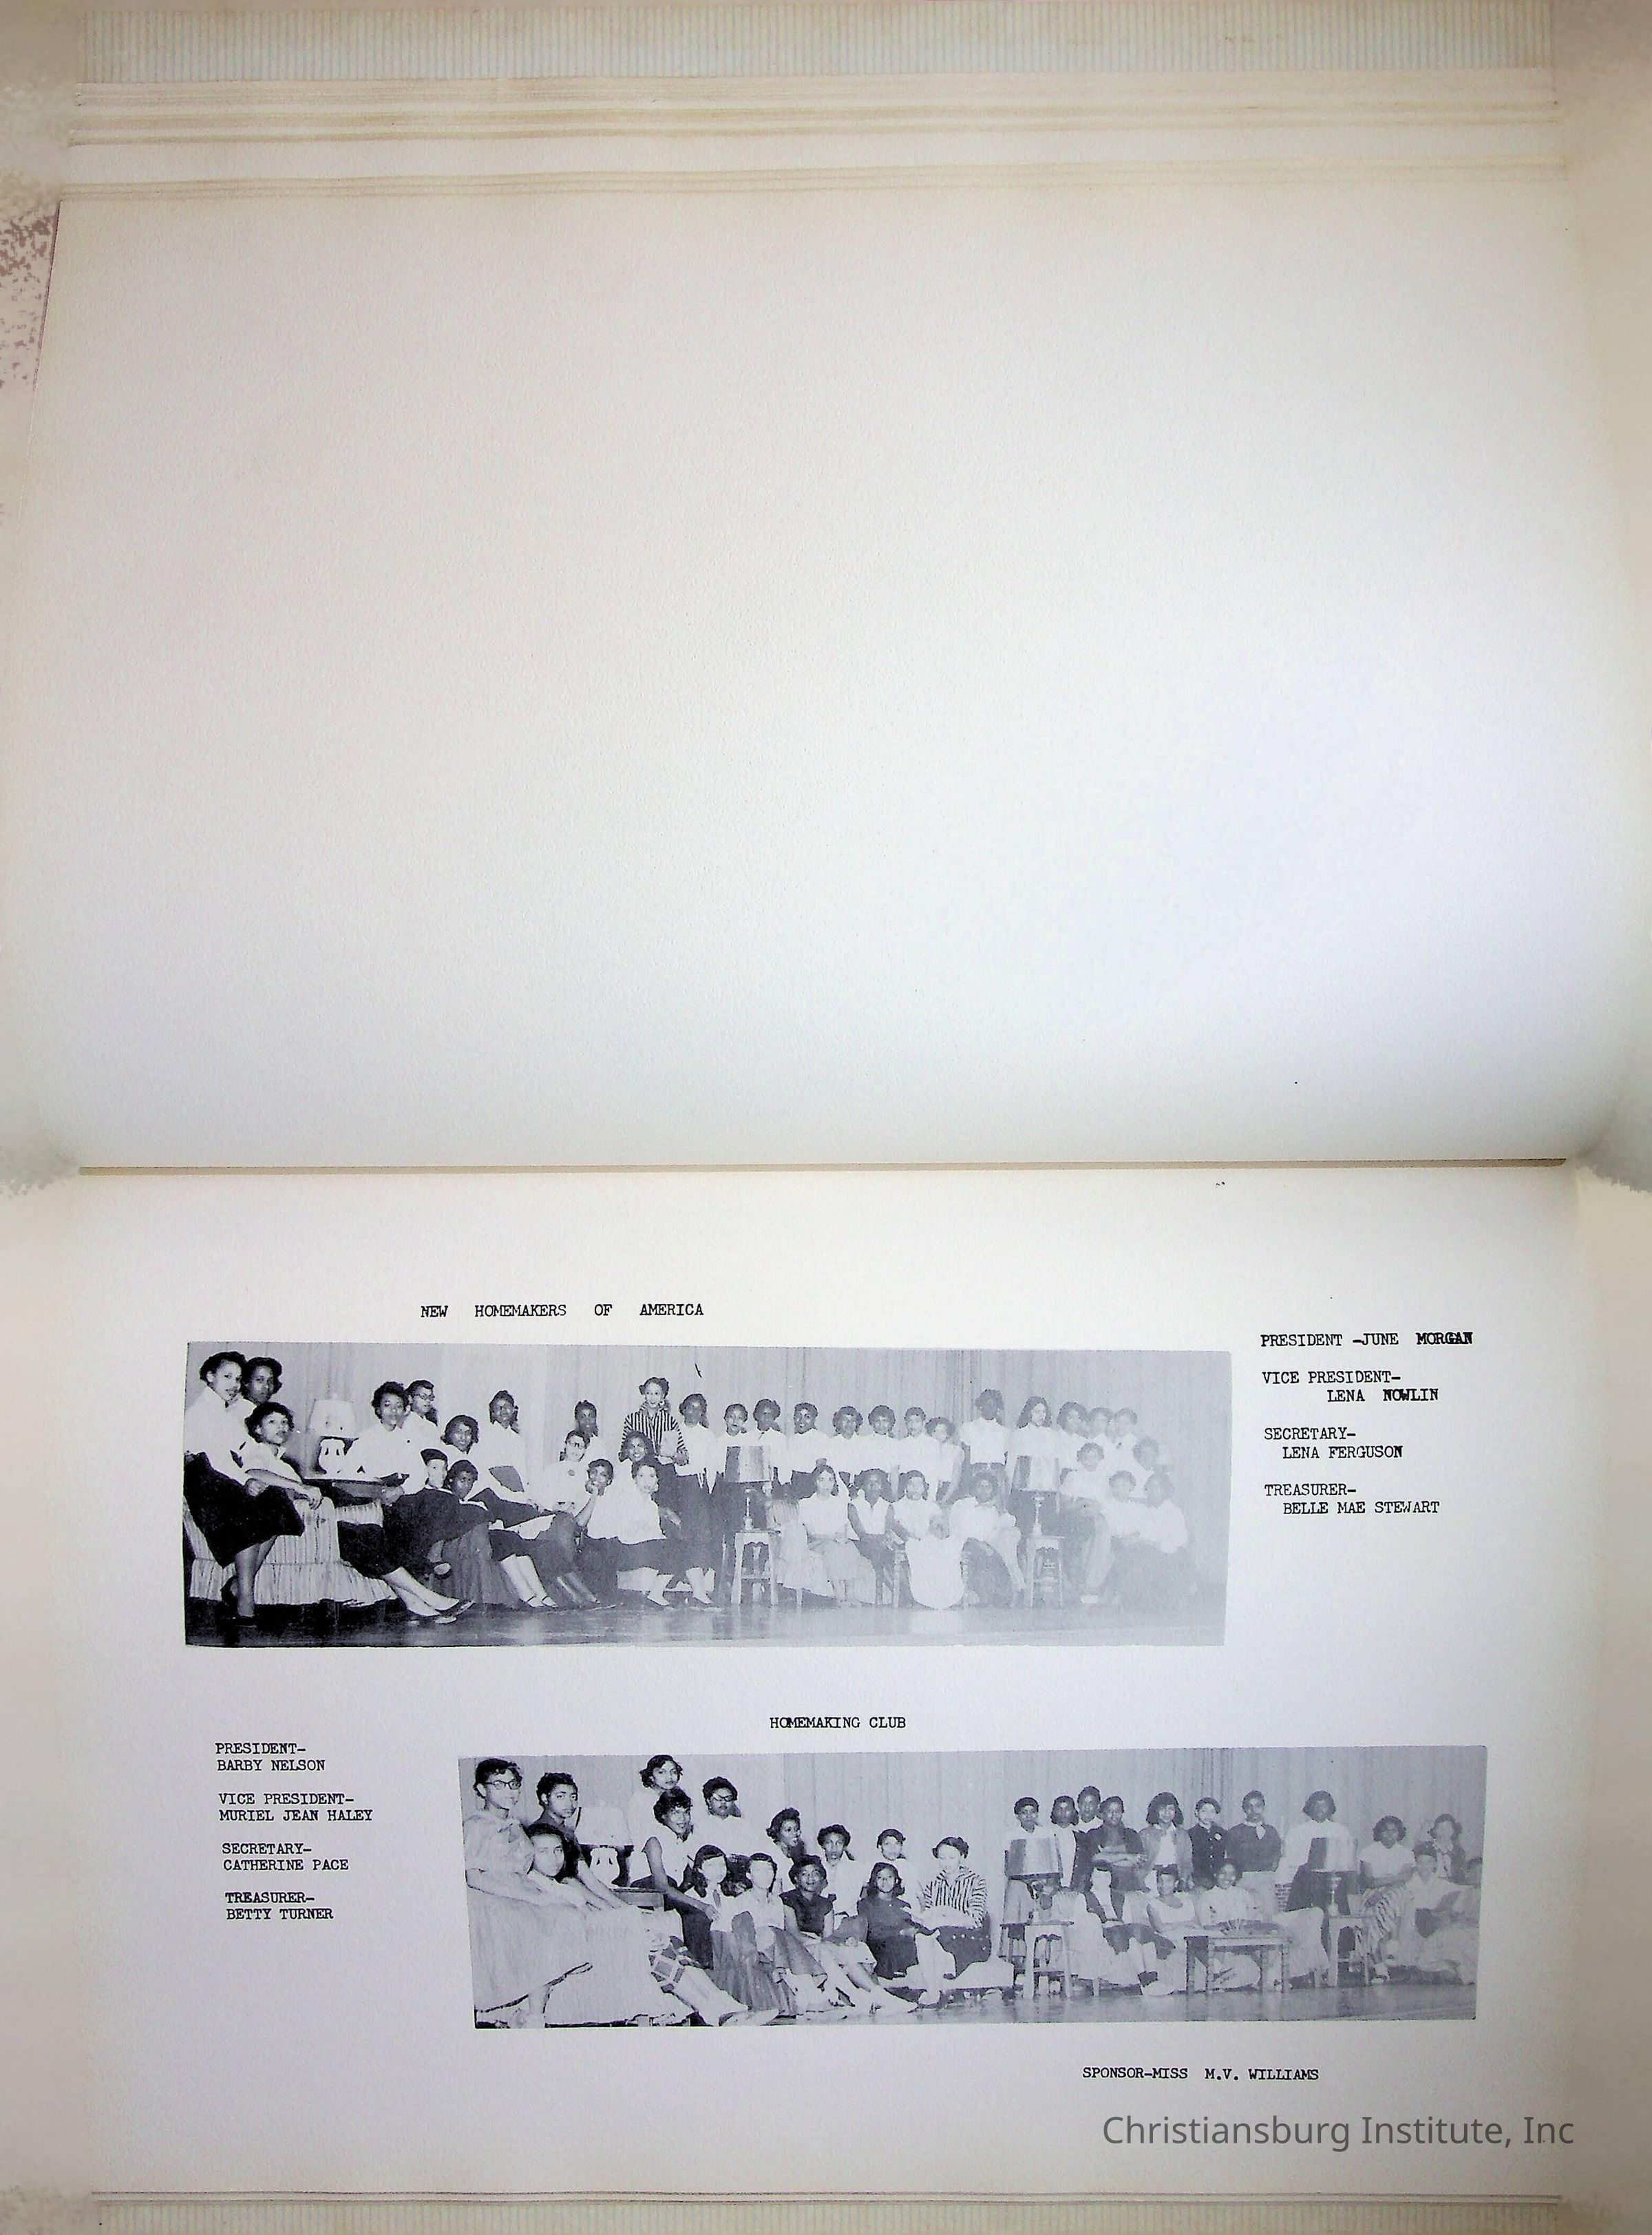 NEW HOMEMAKERS OF AMERICA
PRESIDENT -JUNE MORGAN
VICE PRESIDENT-
LENA NOWLIN
SECRETARY-
LENA FERGUSON
TREASURER-
BELLE MAE STEWART
HOMEMAKING CLUB
PRESIDENT-
BARBY NELSON
VICE PRESIDENT-
MURIEL JEAN HALEY
SECRETARY-
CATHERINE PACE
TREASURER-
BETTY TURNER
SPONSOR-MISS M.V. WILLIAMS
Christiansburg Institute, Inc